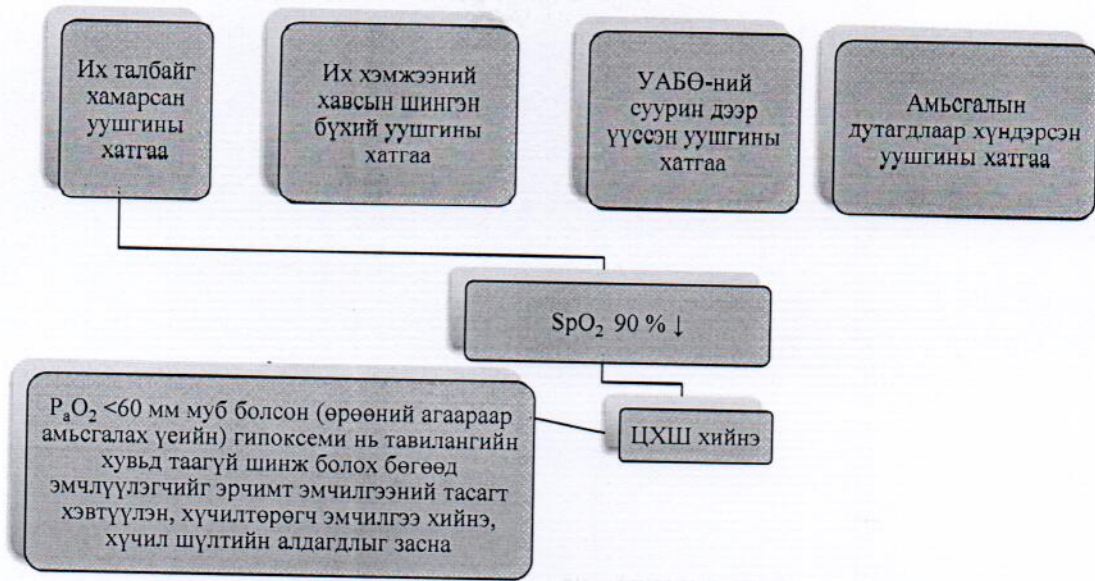 Их талбайг
хамарсан
уушгины
хатгаа
Их хэмжээний
хавсын шингэн
бүхий уушгины
хатгаа
УАБӨ-ний
суурин дээр
үүссэн уушгины
хатгаа
Амьсгалын
дутагдлаар хүндэрсэн
уушгины хатгаа
SpO₂ 90 % ↓
ЦХШ хийнэ
PₐO₂ <60 мм муб болсон (өрөөний агаараар
амьсгалах үеийн) гипоксеми нь тавилангийн
хувьд таагүй шинж болох бөгөөд
эмчлүүлэгчийг эрчимт эмчилгээний тасагт
хэвтүүлэн, хүчилтөрөгч эмчилгээ хийнэ,
хүчил шүлтийн алдагдлыг засна